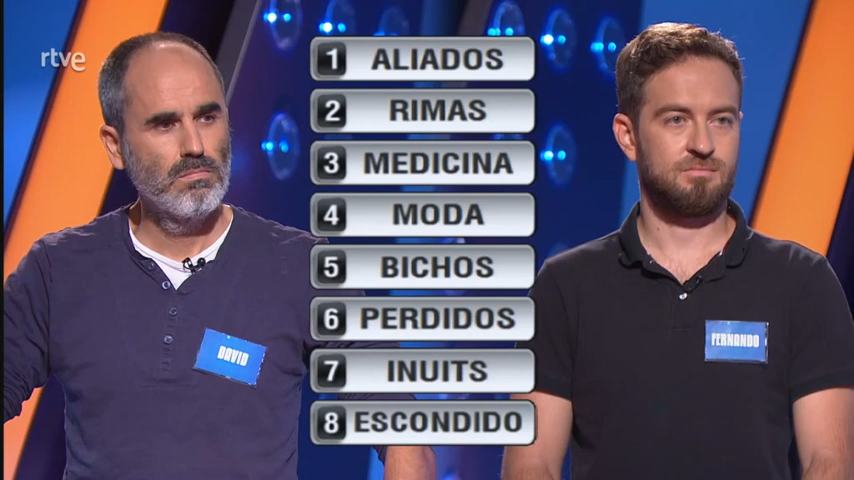 rtve
1 ALIADOS
2 RIMAS
3 MEDICINA
4 MODA
5 BICHOS
6 PERDIDOS
7 INUITS
8 ESCONDIDO
DAVID
FERNANDO